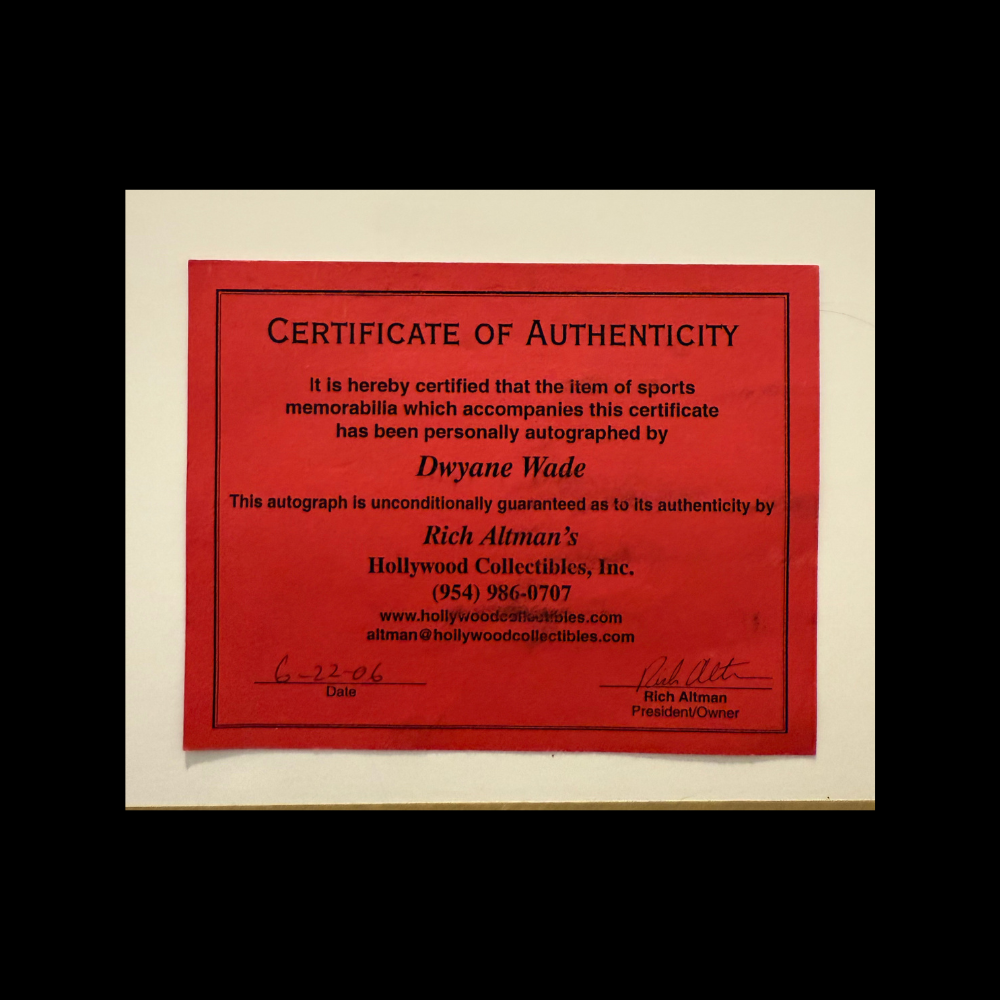 CERTIFICATE OF AUTHENTICITY
It is hereby certified that the item of sports
memorabilia which accompanies this certificate
has been personally autographed by
Dwyane Wade
This autograph is unconditionally guaranteed as to its authenticity by
Rich Altman's
Hollywood Collectibles, Inc.
(954) 986-0707
www.hollywoodcollectibles.com
altman@hollywoodcollectibles.com
6-22-06 Rich Alt
Date Rich Altman
President/Owner